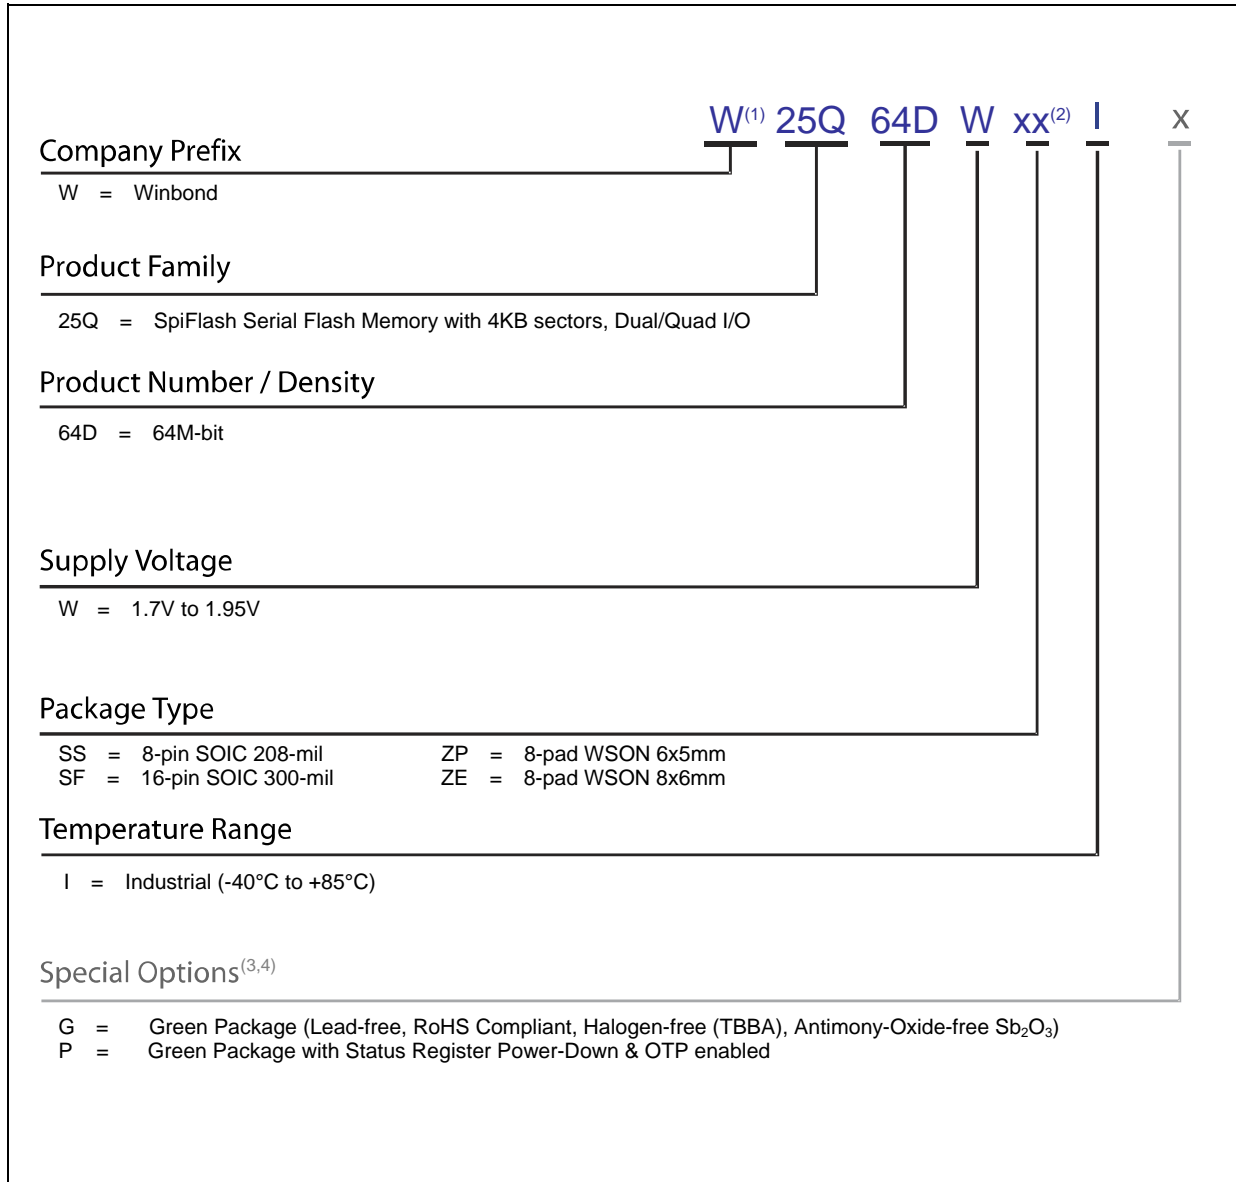 W(1) 25Q 64D W xx(2) I x
Company Prefix
W = Winbond
Product Family
25Q = SpiFlash Serial Flash Memory with 4KB sectors, Dual/Quad I/O
Product Number / Density
64D = 64M-bit
Supply Voltage
W = 1.7V to 1.95V
Package Type
SS = 8-pin SOIC 208-mil ZP = 8-pad WSON 6x5mm
SF = 16-pin SOIC 300-mil ZE = 8-pad WSON 8x6mm
Temperature Range
I = Industrial (-40°C to +85°C)
Special Options(3,4)
G = Green Package (Lead-free, RoHS Compliant, Halogen-free (TBBA), Antimony-Oxide-free Sb2O3)
P = Green Package with Status Register Power-Down & OTP enabled